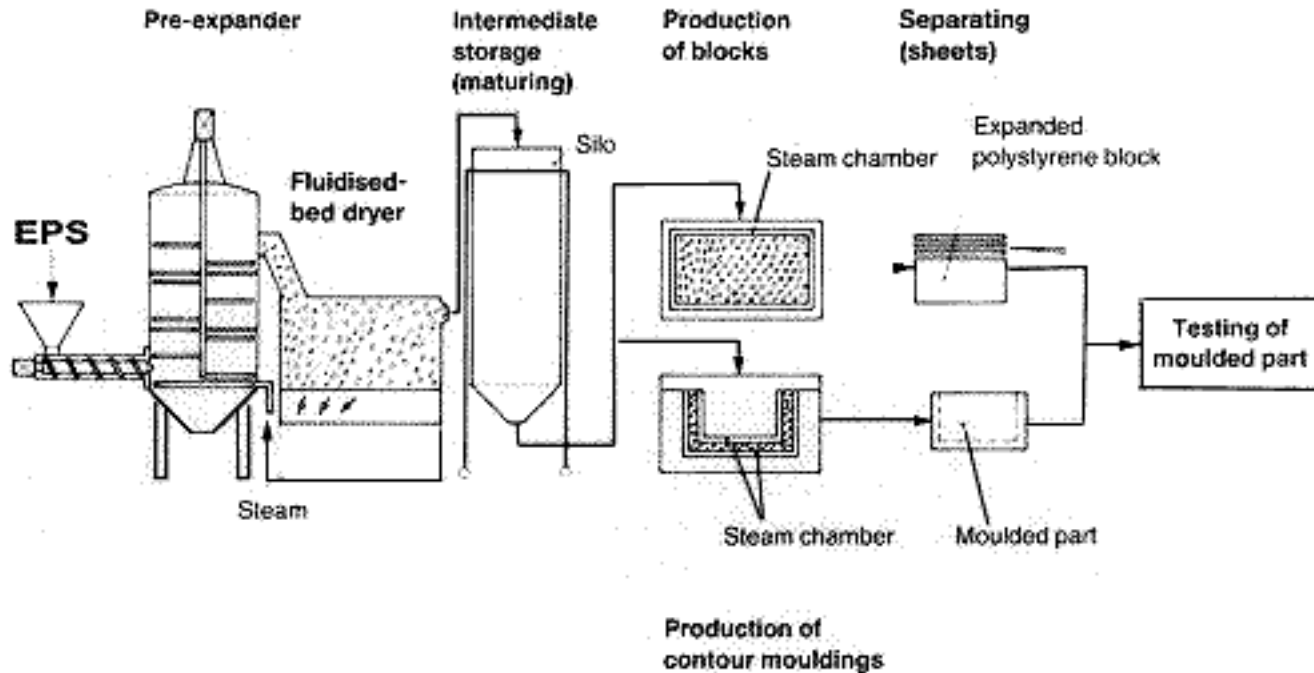 Pre-expander
Intermediate
storage
(maturing)
Production
of blocks
Separating
(sheets)
Silo
Expanded
polystyrene block
Steam chamber
Fluidised-
bed dryer
EPS
Testing of
moulded part
Steam
Steam chamber
Moulded part
Production of
contour mouldings